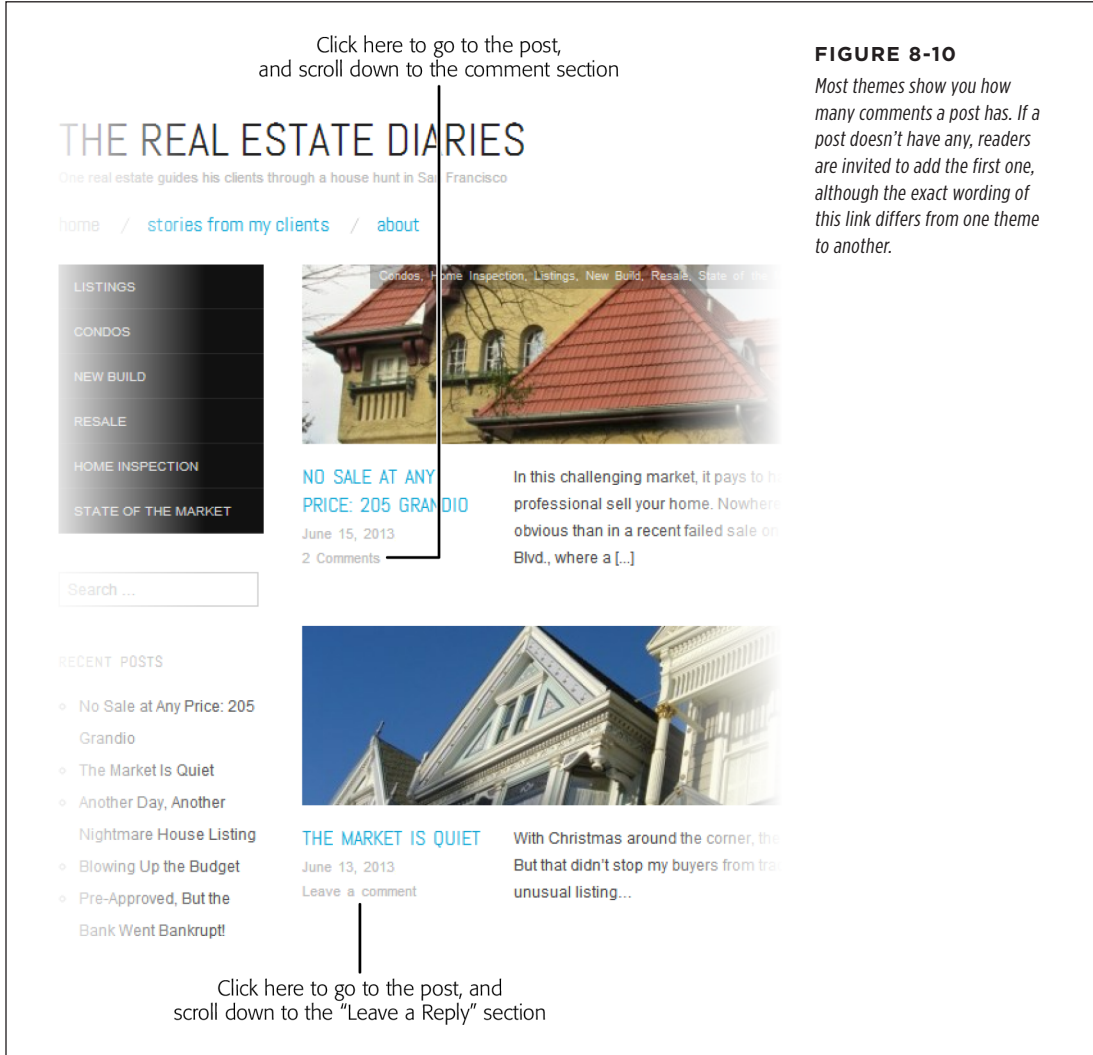 Click here to go to the post,
and scroll down to the comment section
FIGURE 8-10
Most themes show you how
many comments a post has. If a
post doesn't have any, readers
are invited to add the first one,
although the exact wording of
this link differs from one theme
to another.
THE REAL ESTATE DIARIES
One real estate guides his clients through a house hunt in San Francisco
home / stories from my clients / about
LISTINGS
CONDOS
NEW BUILD
RESALE
HOME INSPECTION
STATE OF THE MARKET
Search ...
RECENT POSTS
No Sale at Any Price: 205
Grandio
The Market Is Quiet
Another Day, Another
Nightmare House Listing
Blowing Up the Budget
Pre-Approved, But the
Bank Went Bankrupt!
Condos, Home Inspection, Listings, New Build, Resale, State of the
NO SALE AT ANY
PRICE: 205 GRANDIO
June 15, 2013
2 Comments
In this challenging market, it pays to
professional sell your home. Nowhere
obvious than in a recent failed sale on
Blvd., where a [...]
THE MARKET IS QUIET
June 13, 2013
Leave a comment
With Christmas around the corner, the
But that didn't stop my buyers from
unusual listing...
Click here to go to the post, and
scroll down to the "Leave a Reply" section